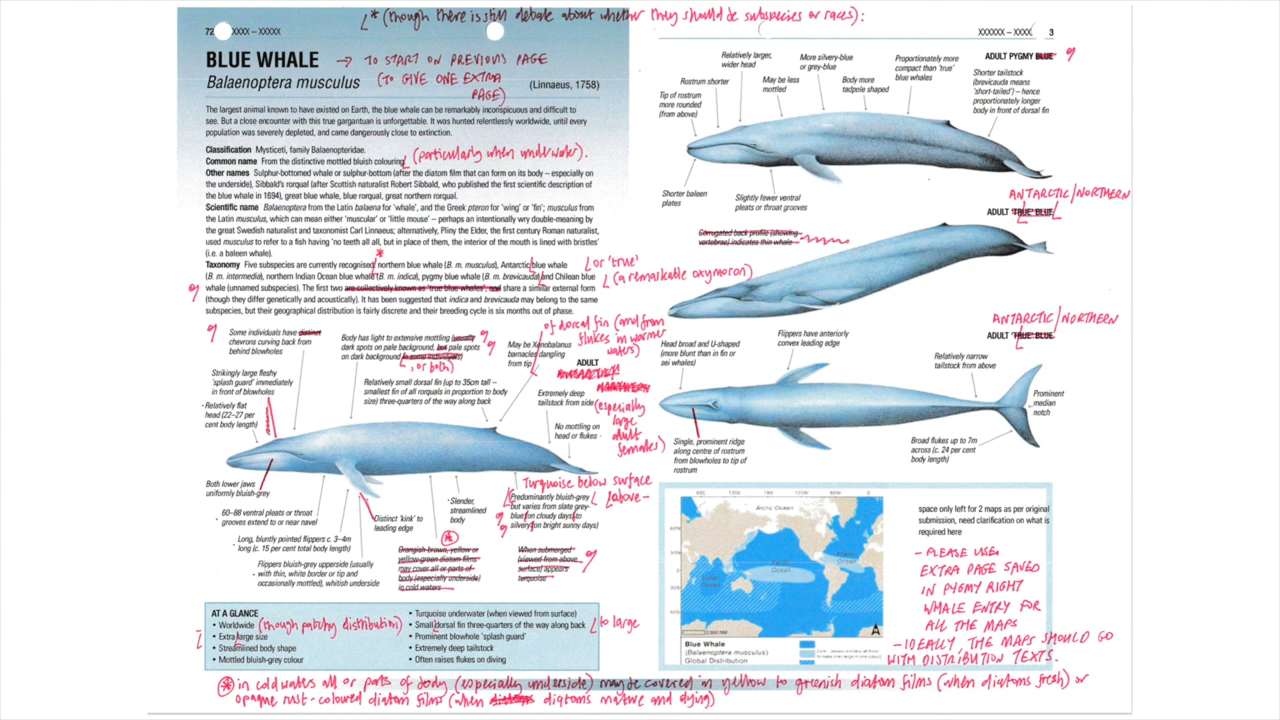 * (though there is still debate about whether they should be subspecies or races):
72 XXXX – XXXXX
BLUE WHALE
→ TO START ON PREVIOUS PAGE
(TO GIVE ONE EXTRA PAGE)
Balaenoptera musculus
(Linnaeus, 1758)
The largest animal known to have existed on Earth, the blue whale can be remarkably inconspicuous and difficult to
see. But a close encounter with this true gargantuan is unforgettable. It was hunted relentlessly worldwide, until every
population was severely depleted, and came dangerously close to extinction.
Classification Mysticeti, family Balaenopteridae.
Common name From the distinctive mottled bluish colouring
(particularly when underwater).
Other names Sulphur-bottomed whale or sulphur-bottom (after the diatom film that can form on its body – especially on
the underside), Sibbald's rorqual (after Scottish naturalist Robert Sibbald, who published the first scientific description of
the blue whale in 1694), great blue whale, blue rorqual, great northern rorqual.
Scientific name Balaenoptera from the Latin balaena for 'whale', and the Greek pteron for 'wing' or 'fin'; musculus from
the Latin musculus, which can mean either 'muscular' or 'little mouse' – perhaps an intentionally wry double-meaning by
the great Swedish naturalist and taxonomist Carl Linnaeus; alternatively, Pliny the Elder, the first century Roman naturalist,
used musculus to refer to a fish having 'no teeth all all, but in place of them, the interior of the mouth is lined with bristles'
(i.e. a baleen whale).
*
Taxonomy Five subspecies are currently recognised northern blue whale (B. m. musculus), Antarctic blue whale
or 'true'
(B. m. intermedia), northern Indian Ocean blue whale (B. m. indica), pygmy blue whale (B. m. brevicauda) and Chilean blue
(a remarkable oxymoron)
whale (unnamed subspecies). The first two are collectively known as 'true blue whales', and share a similar external form
(though they differ genetically and acoustically). It has been suggested that indica and brevicauda may belong to the same
subspecies, but their geographical distribution is fairly discrete and their breeding cycle is six months out of phase.
Some individuals have distinct
chevrons curving back from
behind blowholes
Body has light to extensive mottling (usually
dark spots on pale background, but pale spots
on dark background in some individuals)
, or both)
May be Xenobalanus
barnacles dangling
from tip
of dorsal fin (and from
flukes in warmer
waters)
ADULT
ANTARCTIC/
NORTHERN
Strikingly large fleshy
'splash guard' immediately
in front of blowholes
Relatively small dorsal fin (up to 35cm tall –
smallest fin of all rorquals in proportion to body
size) three-quarters of the way along back
Extremely deep
tailstock from side
(especially
large
adult
females)
Relatively flat
head (22–27 per
cent body length)
No mottling on
head or flukes
Both lower jaws
uniformly bluish-grey
60–88 ventral pleats or throat
grooves extend to or near navel
Long, bluntly pointed flippers c. 3–4m
long (c. 15 per cent total body length)
Flippers bluish-grey upperside (usually
with thin, white border or tip and
occasionally mottled), whitish underside
Distinct 'kink' to
leading edge
Slender,
streamlined
body
Turquoise below surface
Predominantly bluish-grey
above –
but varies from slate grey-
blue (on cloudy days) to
silvery (on bright sunny days)
*
Orangish-brown, yellow or
yellow-green diatom films
may cover all or parts of
body (especially underside)
in cold waters
When submerged
(viewed from above
surface) appears
turquoise
AT A GLANCE
• Worldwide
(though patchy distribution)
• Extra large size
• Streamlined body shape
• Mottled bluish-grey colour
• Turquoise underwater (when viewed from surface)
• Small dorsal fin three-quarters of the way along back
to large
• Prominent blowhole 'splash guard'
• Extremely deep tailstock
• Often raises flukes on diving
* in cold waters all or parts of body (especially underside) may be covered in yellow to greenish diatom films (when diatoms fresh) or
opaque rust-coloured diatom films (when diatoms mature and dying)
XXXXXX – XXXX 3
ADULT PYGMY BLUE
Relatively larger,
wider head
More silvery-blue
or grey-blue
Proportionately more
compact than 'true'
blue whales
Rostrum shorter
May be less
mottled
Body more
tadpole shaped
Shorter tailstock
(brevicauda means
'short-tailed') – hence
proportionately longer
body in front of dorsal fin
Tip of rostrum
more rounded
(from above)
Shorter baleen
plates
Slightly fewer ventral
pleats or throat grooves
ANTARCTIC/NORTHERN
ADULT 'TRUE' BLUE
Corrugated back profile (showing
vertebrae) indicates thin whale
ANTARCTIC/NORTHERN
ADULT 'TRUE' BLUE
Head broad and U-shaped
(more blunt than in fin or
sei whales)
Flippers have anteriorly
convex leading edge
Relatively narrow
tailstock from above
Prominent
median
notch
Single, prominent ridge
along centre of rostrum
from blowholes to tip of
rostrum
Broad flukes up to 7m
across (c. 24 per cent
body length)
60E 120E 180W 120W 60W 0
Arctic Ocean
Pacific
Ocean
Atlantic
Ocean
Indian
Ocean
Blue Whale
(Balaenoptera musculus)
Global Distribution
space only left for 2 maps as per original
submission, need clarification on what is
required here
– PLEASE USE
EXTRA PAGE SAVED
IN PYGMY RIGHT
WHALE ENTRY FOR
ALL THE MAPS
– IDEALLY, THE MAPS SHOULD GO
WITH DISTRIBUTION TEXTS.